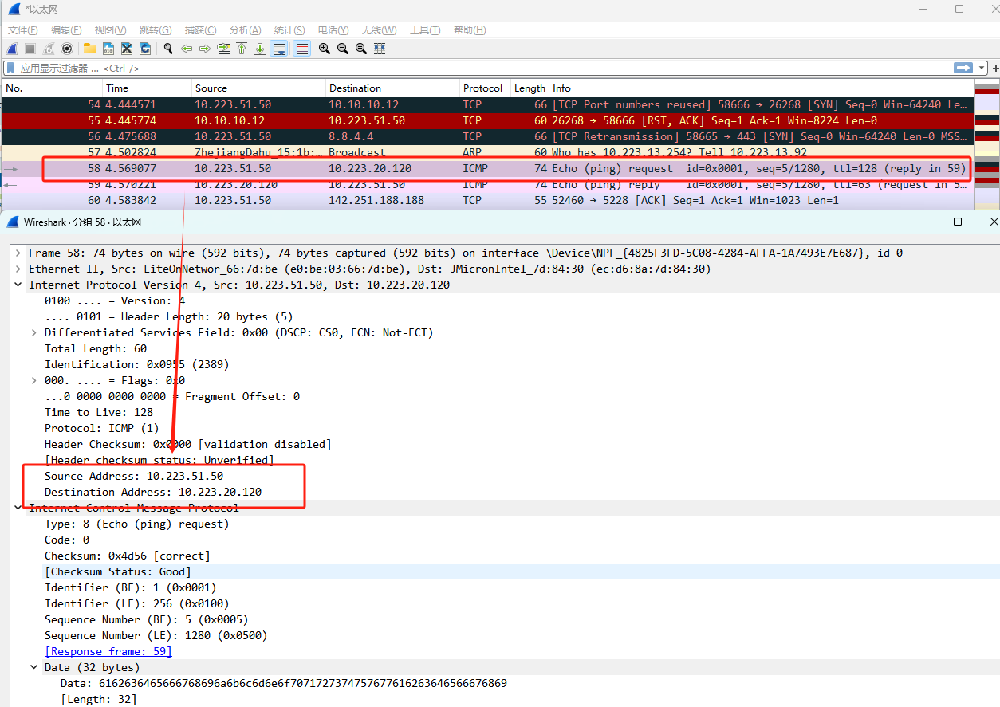 *以太网
文件(F) 编辑(E) 视图(V) 跳转(G) 捕获(C) 分析(A) 统计(S) 电话(Y) 无线(W) 工具(T) 帮助(H)
应用显示过滤器 … <Ctrl-/>
No. Time Source Destination Protocol Length Info
54 4.444571 10.223.51.50 10.10.10.12 TCP 66 [TCP Port numbers reused] 58666 → 26268 [SYN] Seq=0 Win=64240 Le…
55 4.445774 10.10.10.12 10.223.51.50 TCP 60 26268 → 58666 [RST, ACK] Seq=1 Ack=1 Win=8224 Len=0
56 4.475688 10.223.51.50 8.8.4.4 TCP 66 [TCP Retransmission] 58665 → 443 [SYN] Seq=0 Win=64240 Len=0 MSS…
57 4.502824 ZhejiangDahu_15:1b:… Broadcast ARP 60 Who has 10.223.13.254? Tell 10.223.13.92
58 4.569077 10.223.51.50 10.223.20.120 ICMP 74 Echo (ping) request id=0x0001, seq=5/1280, ttl=128 (reply in 59)
59 4.570221 10.223.20.120 10.223.51.50 ICMP 74 Echo (ping) reply id=0x0001, seq=5/1280, ttl=63 (request in 5…
60 4.583842 10.223.51.50 142.251.188.188 TCP 55 52460 → 5228 [ACK] Seq=1 Ack=1 Win=1023 Len=1
Wireshark · 分组 58 · 以太网
Frame 58: 74 bytes on wire (592 bits), 74 bytes captured (592 bits) on interface \Device\NPF_{4825F3FD-5C08-4284-AFFA-1A7493E7E687}, id 0
Ethernet II, Src: LiteOnNetwor_66:7d:be (e0:be:03:66:7d:be), Dst: JMicronIntel_7d:84:30 (ec:d6:8a:7d:84:30)
Internet Protocol Version 4, Src: 10.223.51.50, Dst: 10.223.20.120
0100 .... = Version: 4
.... 0101 = Header Length: 20 bytes (5)
Differentiated Services Field: 0x00 (DSCP: CS0, ECN: Not-ECT)
Total Length: 60
Identification: 0x0955 (2389)
000. .... = Flags: 0x0
...0 0000 0000 0000 = Fragment Offset: 0
Time to Live: 128
Protocol: ICMP (1)
Header Checksum: 0x0000 [validation disabled]
[Header checksum status: Unverified]
Source Address: 10.223.51.50
Destination Address: 10.223.20.120
Internet Control Message Protocol
Type: 8 (Echo (ping) request)
Code: 0
Checksum: 0x4d56 [correct]
[Checksum Status: Good]
Identifier (BE): 1 (0x0001)
Identifier (LE): 256 (0x0100)
Sequence Number (BE): 5 (0x0005)
Sequence Number (LE): 1280 (0x0500)
[Response frame: 59]
Data (32 bytes)
Data: 6162636465666768696a6b6c6d6e6f7071727374757677616263646566676869
[Length: 32]